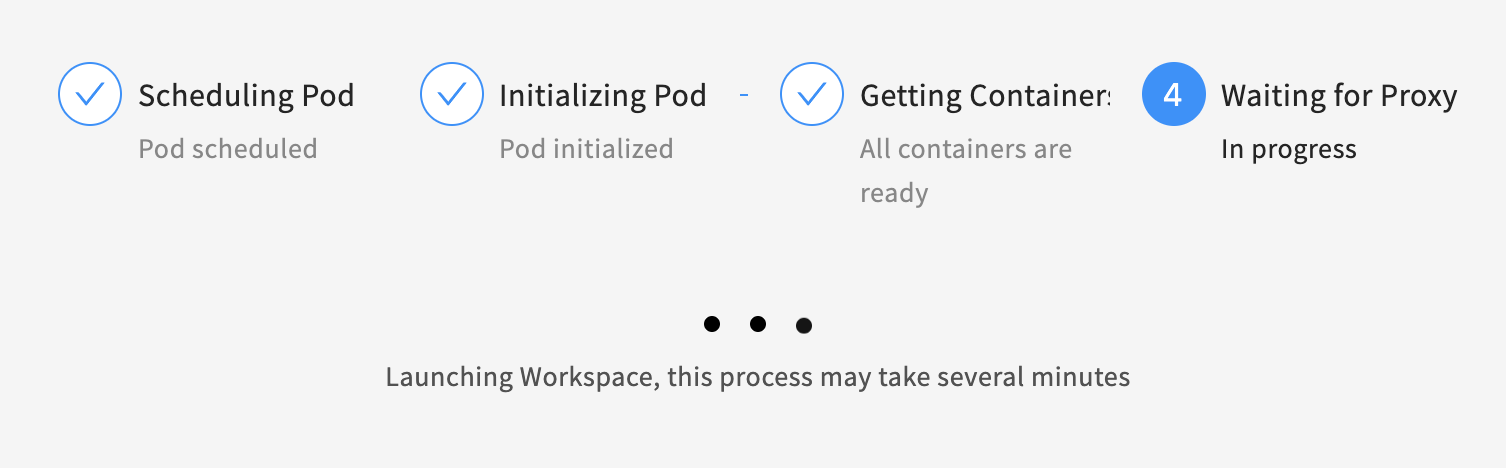 Scheduling Pod
Pod scheduled
Initializing Pod
Pod initialized
Getting Containers
All containers are
ready
4
Waiting for Proxy
In progress
Launching Workspace, this process may take several minutes